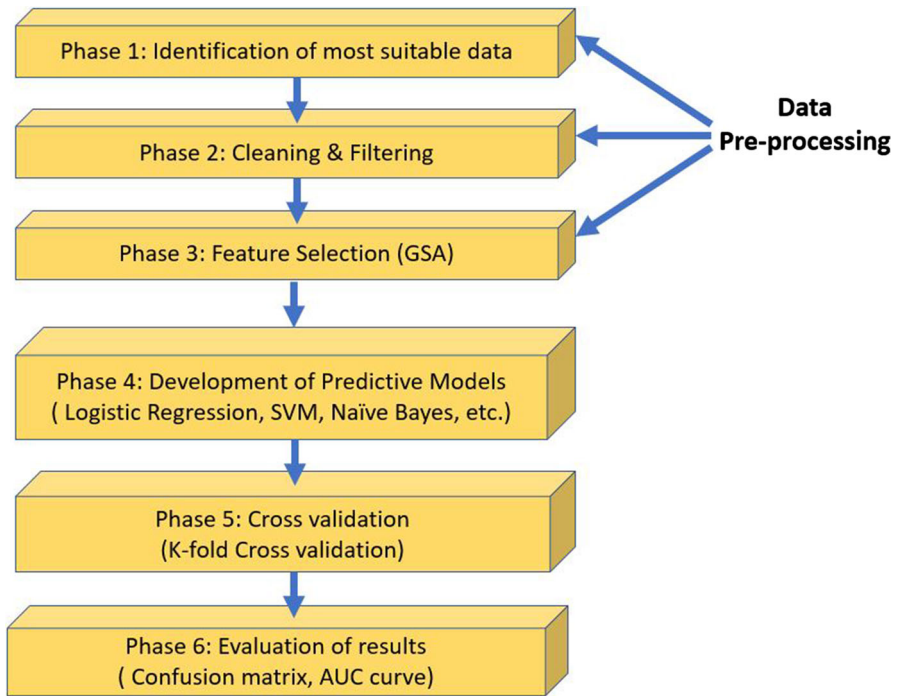 Phase 1: Identification of most suitable data
Data
Pre-processing
Phase 2: Cleaning & Filtering
Phase 3: Feature Selection (GSA)
Phase 4: Development of Predictive Models
( Logistic Regression, SVM, Naïve Bayes, etc.)
Phase 5: Cross validation
(K-fold Cross validation)
Phase 6: Evaluation of results
( Confusion matrix, AUC curve)